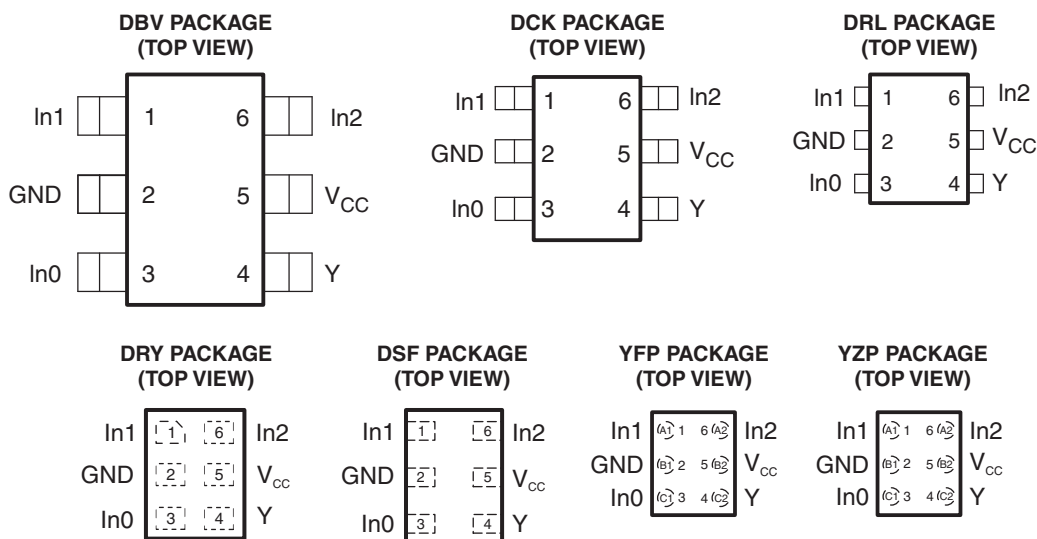 DBV PACKAGE
(TOP VIEW)
In1 1 6 In2
GND 2 5 VCC
In0 3 4 Y
DCK PACKAGE
(TOP VIEW)
In1 1 6 In2
GND 2 5 VCC
In0 3 4 Y
DRL PACKAGE
(TOP VIEW)
In1 1 6 In2
GND 2 5 VCC
In0 3 4 Y
DRY PACKAGE
(TOP VIEW)
In1 1 6 In2
GND 2 5 VCC
In0 3 4 Y
DSF PACKAGE
(TOP VIEW)
In1 1 6 In2
GND 2 5 VCC
In0 3 4 Y
YFP PACKAGE
(TOP VIEW)
In1 A1 1 6 A2 In2
GND B1 2 5 B2 VCC
In0 C1 3 4 C2 Y
YZP PACKAGE
(TOP VIEW)
In1 A1 1 6 A2 In2
GND B1 2 5 B2 VCC
In0 C1 3 4 C2 Y